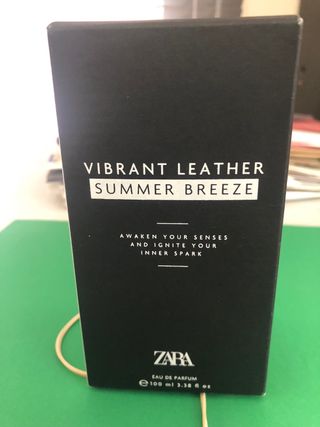 VIBRANT LEATHER
SUMMER BREEZE
AWAKEN YOUR SENSES
AND IGNITE YOUR
INNER SPARK
ZARA
EAU DE PARFUM
℮ 100 ml 3.38 fl oz